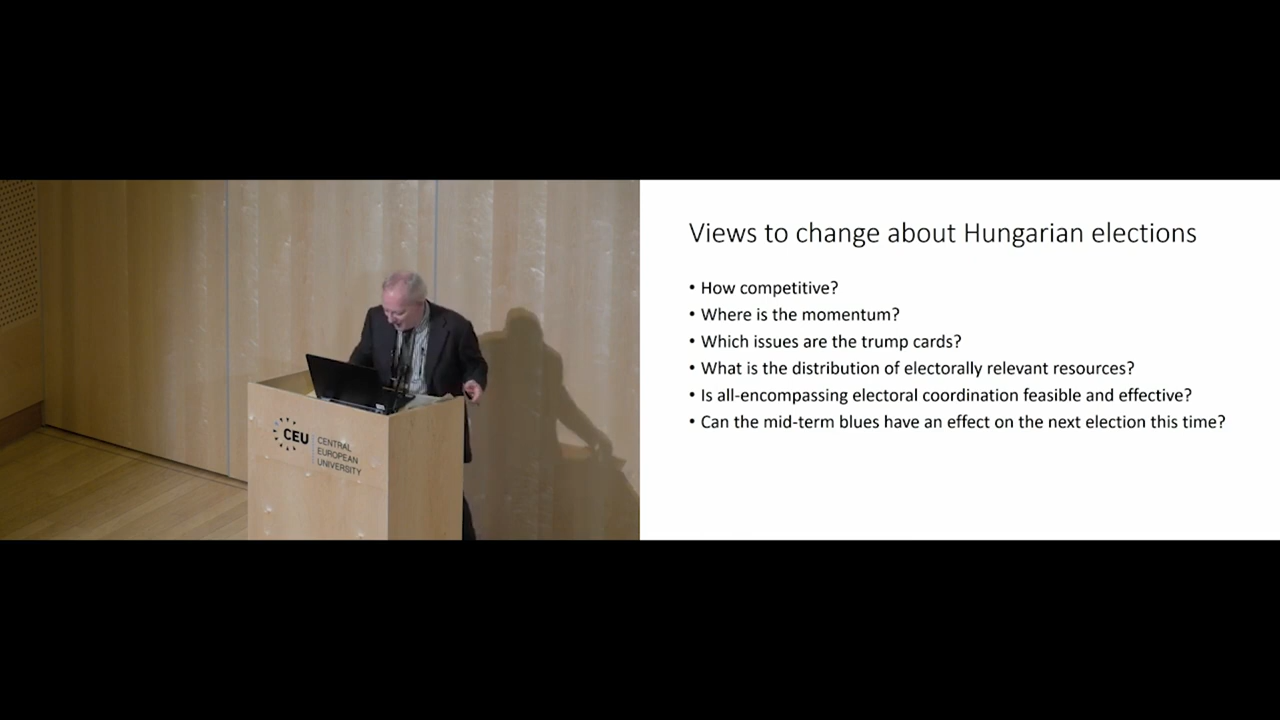 CEU
CENTRAL
EUROPEAN
UNIVERSITY
Views to change about Hungarian elections
• How competitive?
• Where is the momentum?
• Which issues are the trump cards?
• What is the distribution of electorally relevant resources?
• Is all-encompassing electoral coordination feasible and effective?
• Can the mid-term blues have an effect on the next election this time?